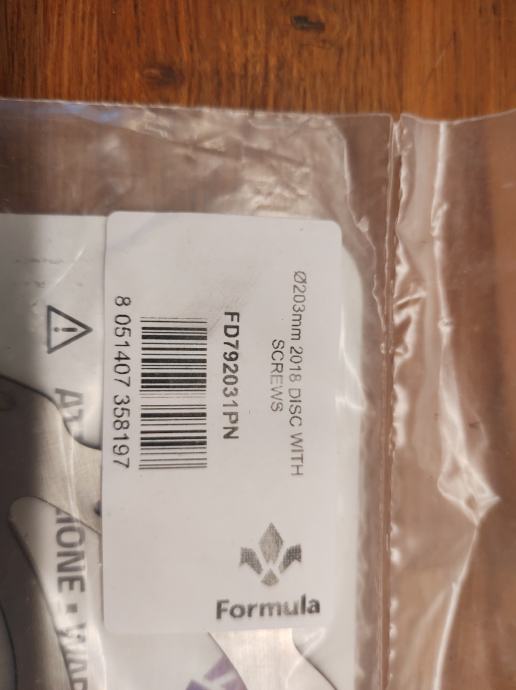 Ø203mm 2018 DISC WITH
SCREWS
FD792031PN
8 051407 358197
Formula